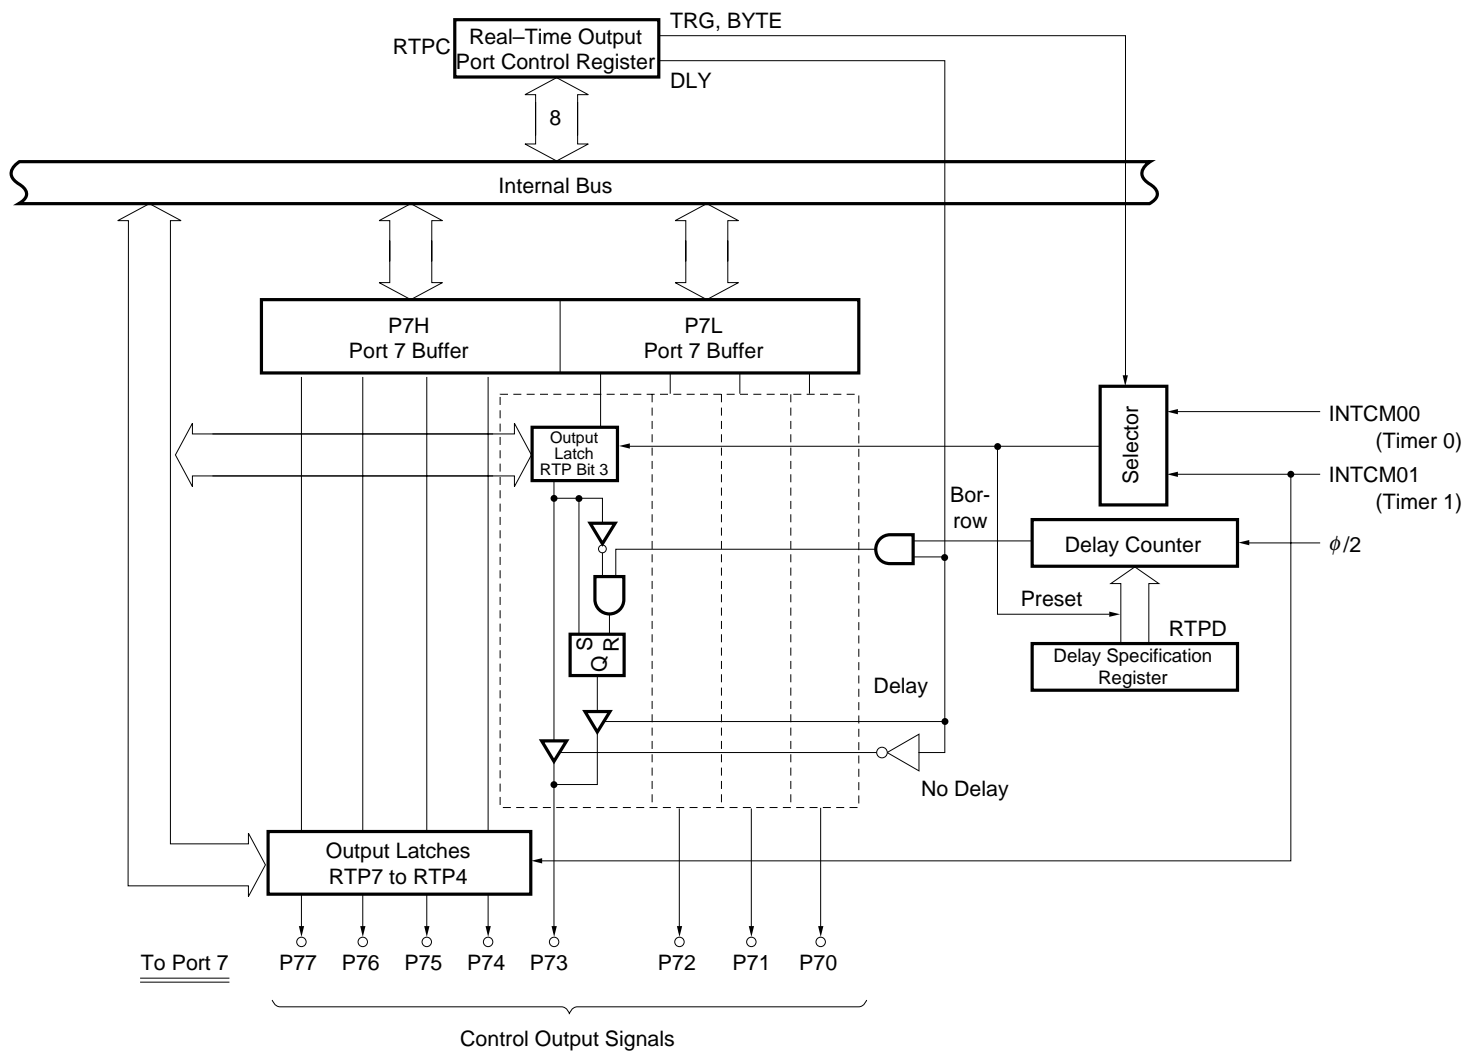 TRG, BYTE
RTPC
Real–Time Output
Port Control Register
DLY
8
Internal Bus
P7H
Port 7 Buffer
P7L
Port 7 Buffer
Output
Latch
RTP Bit 3
Selector
INTCM00
(Timer 0)
INTCM01
(Timer 1)
Bor-
row
Delay Counter
ϕ/2
Preset
RTPD
Delay Specification
Register
S
R
Q
Delay
No Delay
Output Latches
RTP7 to RTP4
To Port 7
P77
P76
P75
P74
P73
P72
P71
P70
Control Output Signals